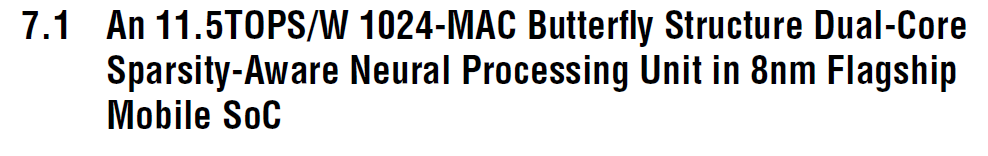 7.1 An 11.5TOPS/W 1024-MAC Butterfly Structure Dual-Core
Sparsity-Aware Neural Processing Unit in 8nm Flagship
Mobile SoC